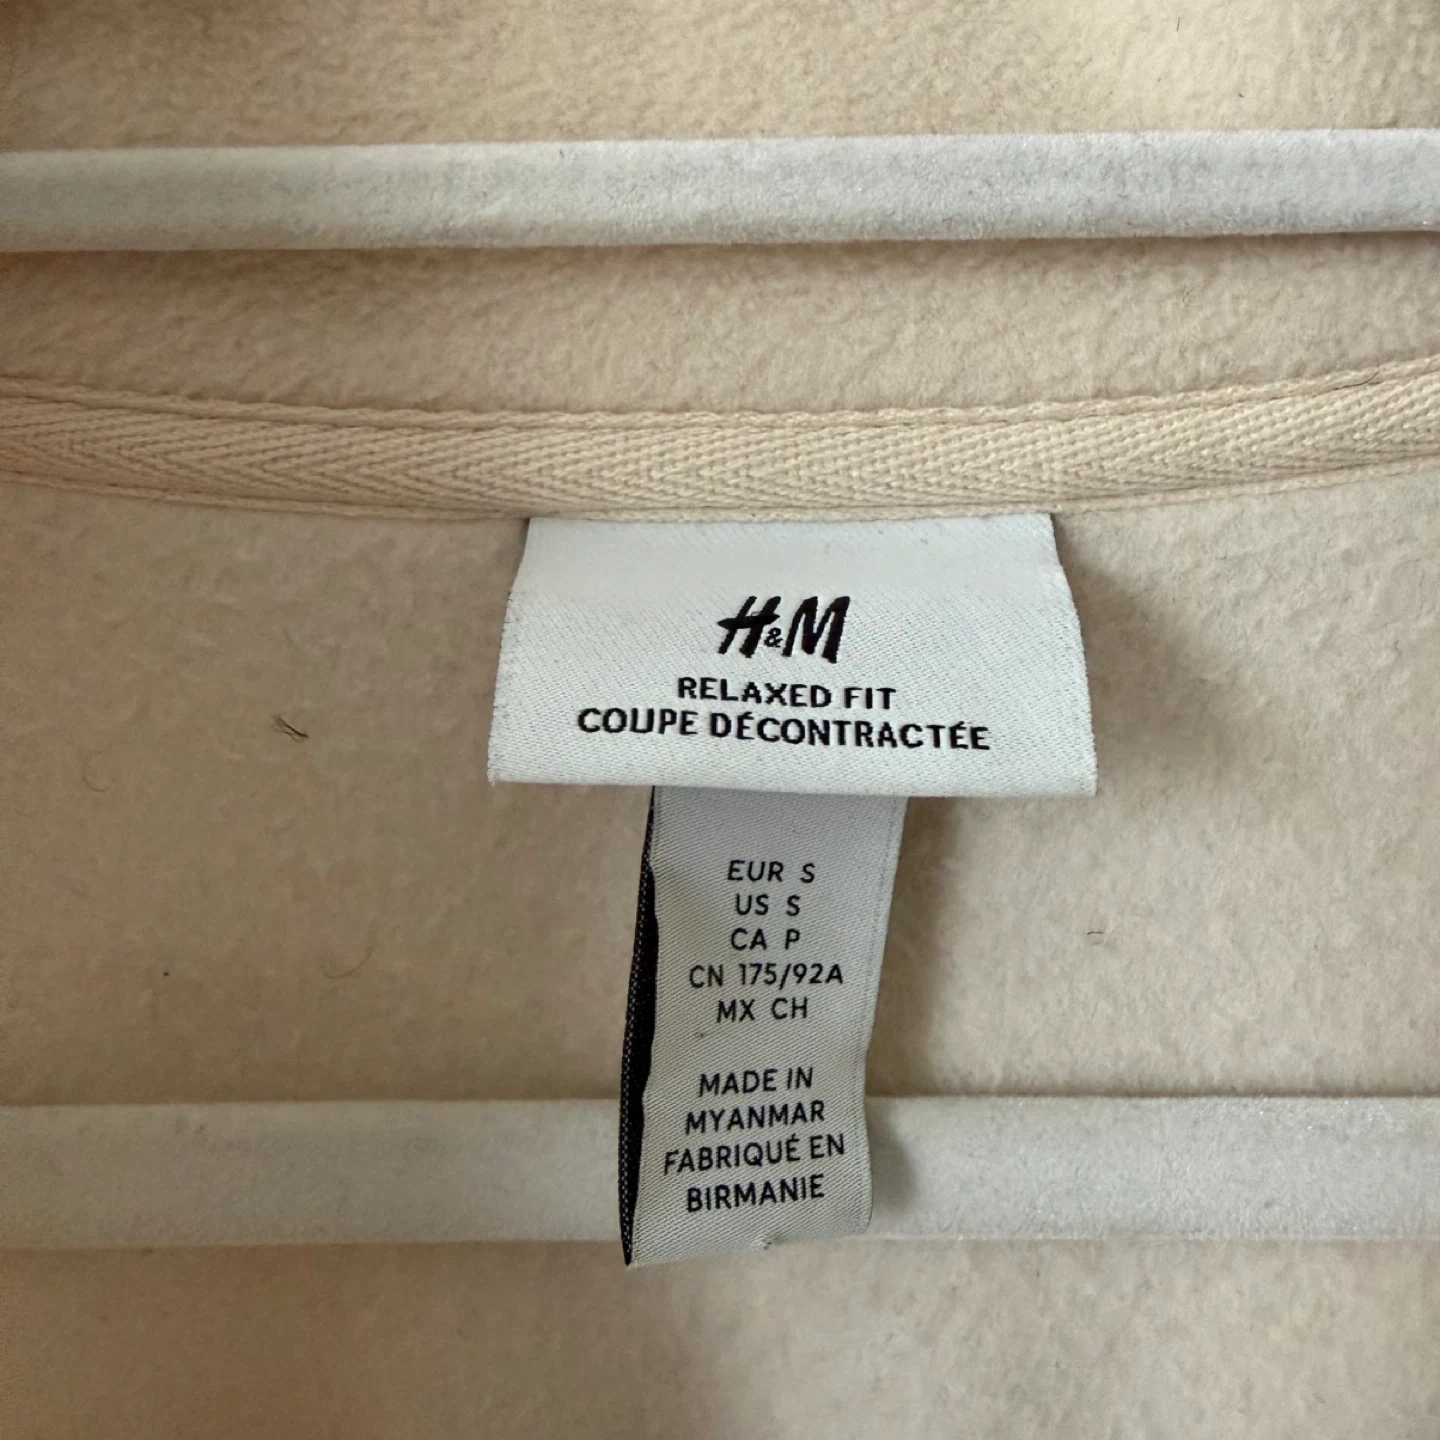 H&M
RELAXED FIT
COUPE DÉCONTRACTÉE
EUR S
US S
CA P
CN 175/92A
MX CH
MADE IN
MYANMAR
FABRIQUÉ EN
BIRMANIE